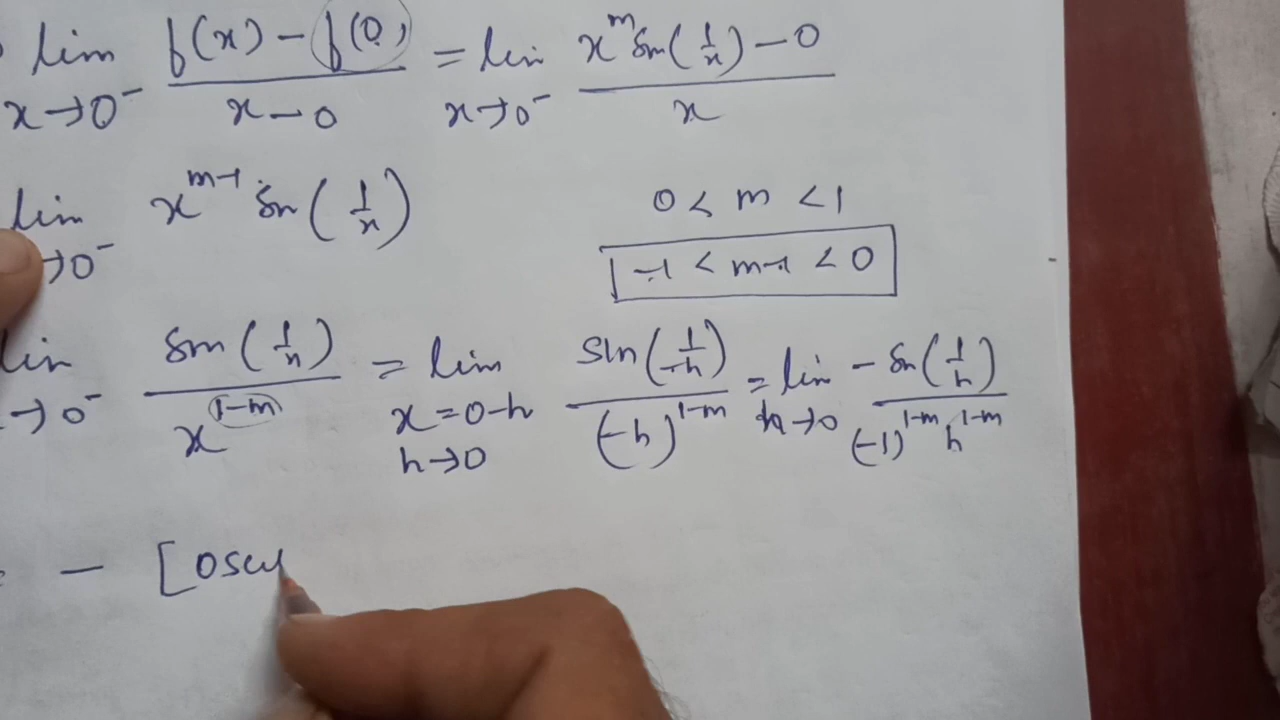 lim x→0⁻ f(x) - f(0) / x - 0 = lim x→0⁻ x^m sin(1/x) - 0 / x
lim →0⁻ x^(m-1) sin(1/x)
0 < m < 1
-1 < m-1 < 0
lim →0⁻ sin(1/x) / x^(1-m) = lim x=0-h h→0 sin(1/-h) / (-h)^(1-m) = lim h→0 - sin(1/h) / (-1)^(1-m) h^(1-m)
- [